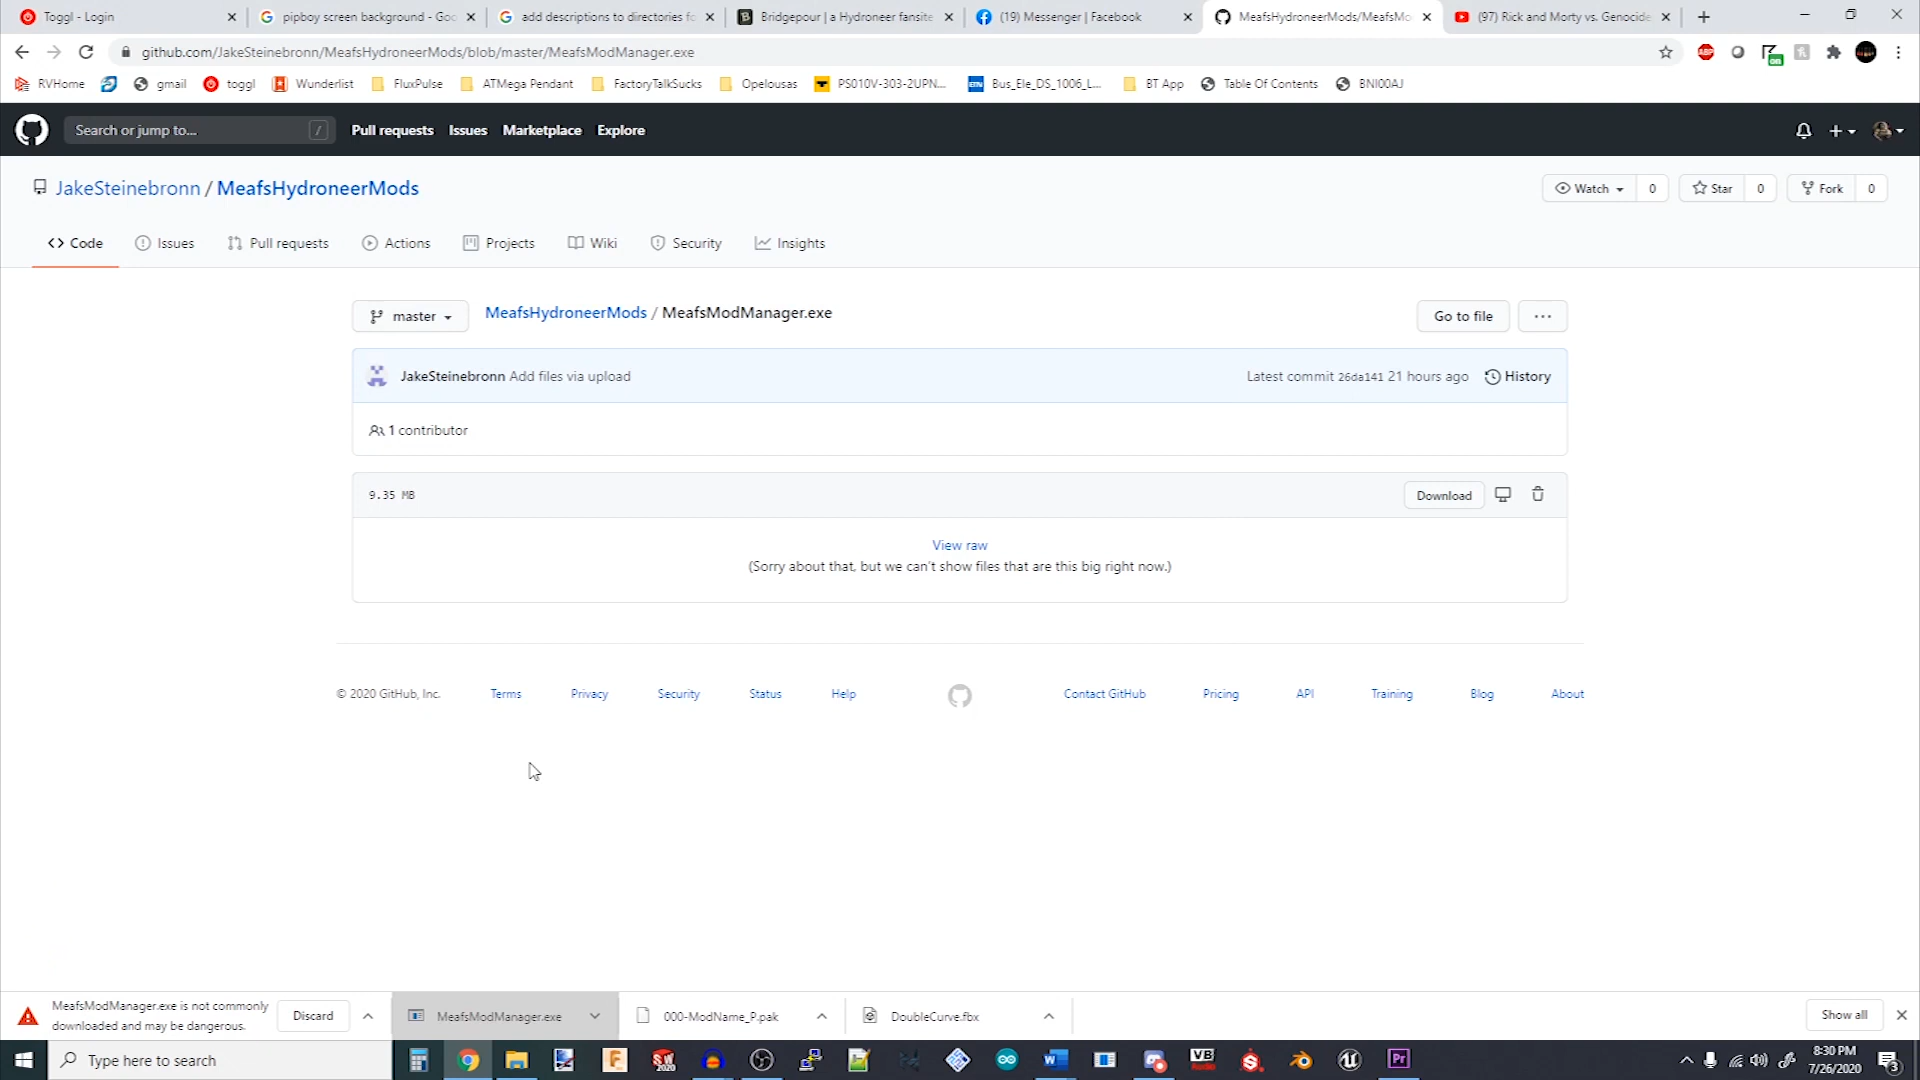 Toggl - Login
pipboy screen background - Goo
add descriptions to directories fo
Bridgepour | a Hydroneer fansite
(19) Messenger | Facebook
MeafsHydroneerMods/MeafsMo
(97) Rick and Morty vs. Genocide
github.com/JakeSteinebronn/MeafsHydroneerMods/blob/master/MeafsModManager.exe
RVHome gmail toggl Wunderlist FluxPulse ATMega Pendant FactoryTalkSucks Opelousas PS010V-303-2UPN... Bus_Ele_DS_1006_L... BT App Table Of Contents BNI00AJ
Search or jump to... / Pull requests Issues Marketplace Explore
JakeSteinebronn / MeafsHydroneerMods Watch 0 Star 0 Fork 0
Code Issues Pull requests Actions Projects Wiki Security Insights
master MeafsHydroneerMods / MeafsModManager.exe Go to file
JakeSteinebronn Add files via upload Latest commit 26da141 21 hours ago History
1 contributor
9.35 MB Download
View raw
(Sorry about that, but we can't show files that are this big right now.)
© 2020 GitHub, Inc. Terms Privacy Security Status Help Contact GitHub Pricing API Training Blog About
MeafsModManager.exe is not commonly
downloaded and may be dangerous.
Discard
MeafsModManager.exe
000-ModName_P.pak
DoubleCurve.fbx
Show all
Type here to search
8:30 PM
7/26/2020
3